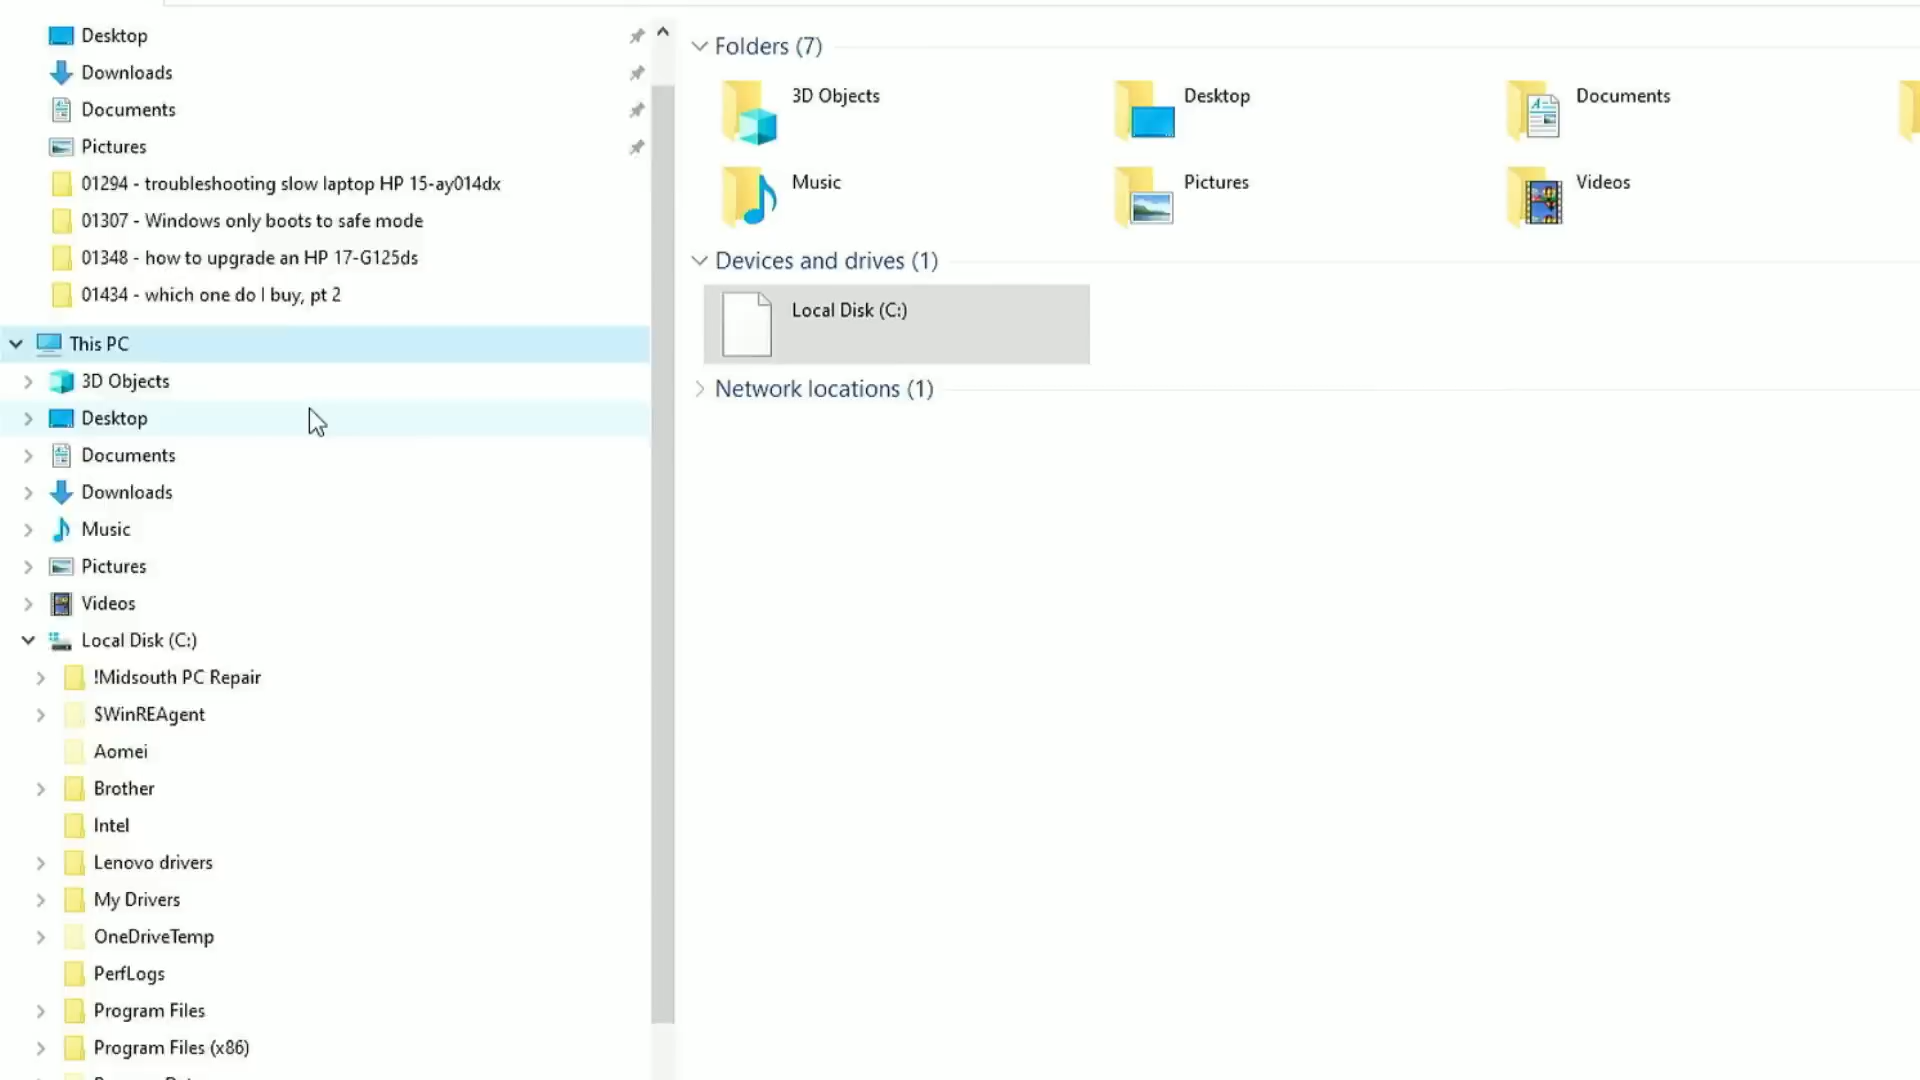 Desktop
Downloads
Documents
Pictures
01294 - troubleshooting slow laptop HP 15-ay014dx
01307 - Windows only boots to safe mode
01348 - how to upgrade an HP 17-G125ds
01434 - which one do I buy, pt 2
This PC
3D Objects
Desktop
Documents
Downloads
Music
Pictures
Videos
Local Disk (C:)
!Midsouth PC Repair
$WinREAgent
Aomei
Brother
Intel
Lenovo drivers
My Drivers
OneDriveTemp
PerfLogs
Program Files
Program Files (x86)
Folders (7)
3D Objects
Desktop
Documents
Music
Pictures
Videos
Devices and drives (1)
Local Disk (C:)
Network locations (1)